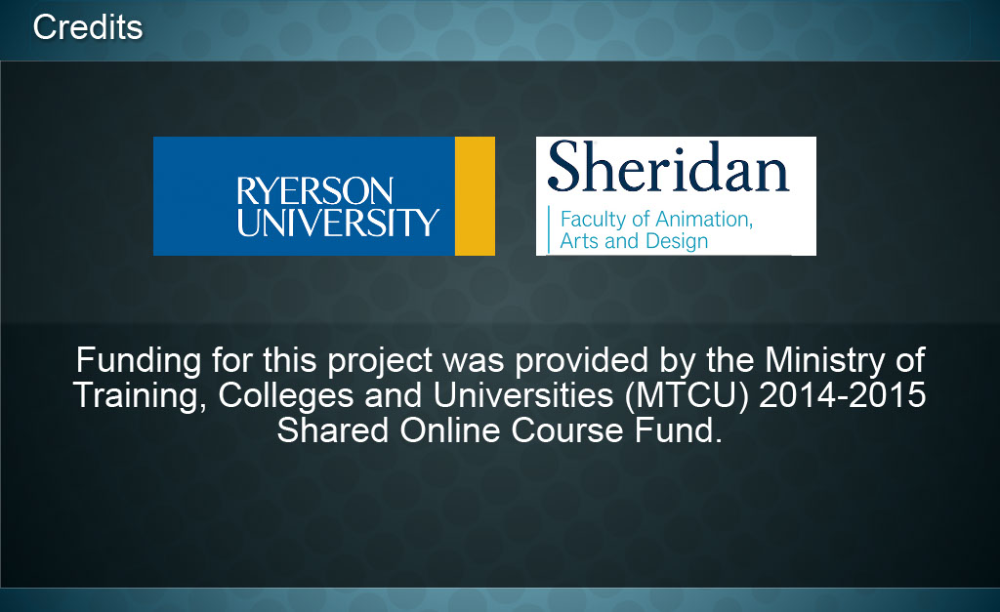 Credits
RYERSON
UNIVERSITY
Sheridan
Faculty of Animation,
Arts and Design
Funding for this project was provided by the Ministry of
Training, Colleges and Universities (MTCU) 2014-2015
Shared Online Course Fund.